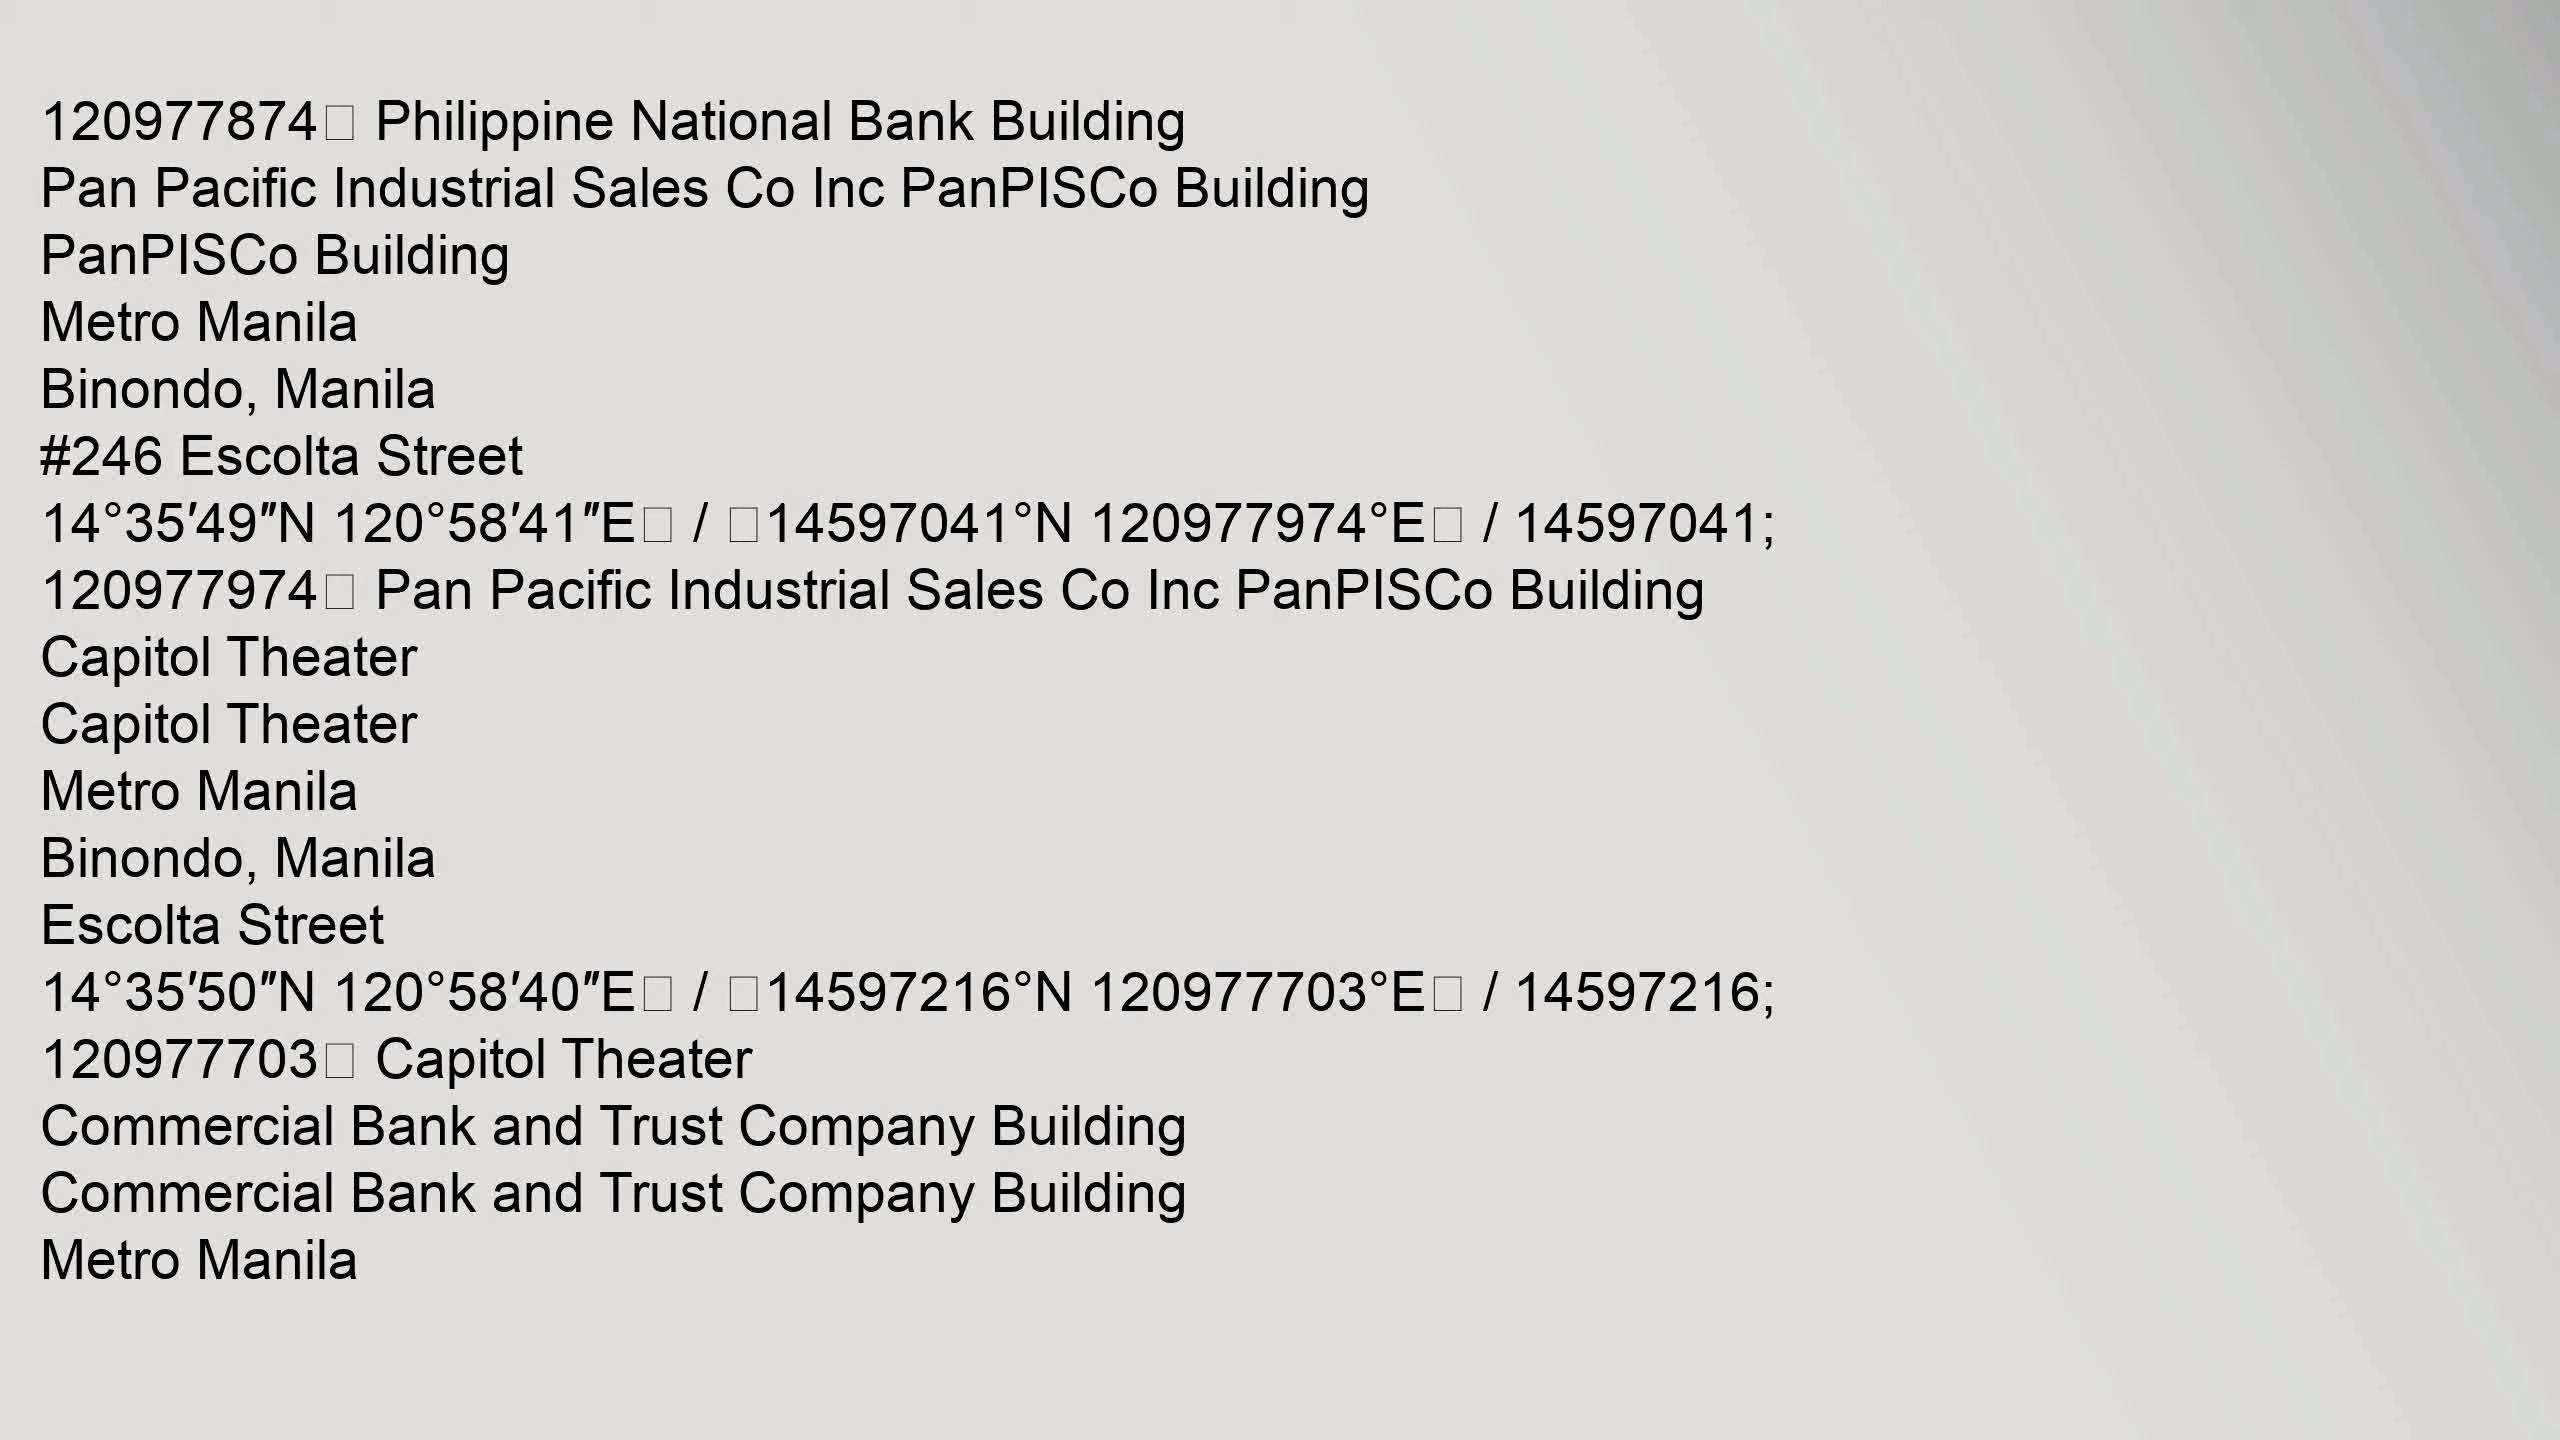 120977874□ Philippine National Bank Building
Pan Pacific Industrial Sales Co Inc PanPISCo Building
PanPISCo Building
Metro Manila
Binondo, Manila
#246 Escolta Street
14°35′49″N 120°58′41″E□ / □14597041°N 120977974°E□ / 14597041;
120977974□ Pan Pacific Industrial Sales Co Inc PanPISCo Building
Capitol Theater
Capitol Theater
Metro Manila
Binondo, Manila
Escolta Street
14°35′50″N 120°58′40″E□ / □14597216°N 120977703°E□ / 14597216;
120977703□ Capitol Theater
Commercial Bank and Trust Company Building
Commercial Bank and Trust Company Building
Metro Manila